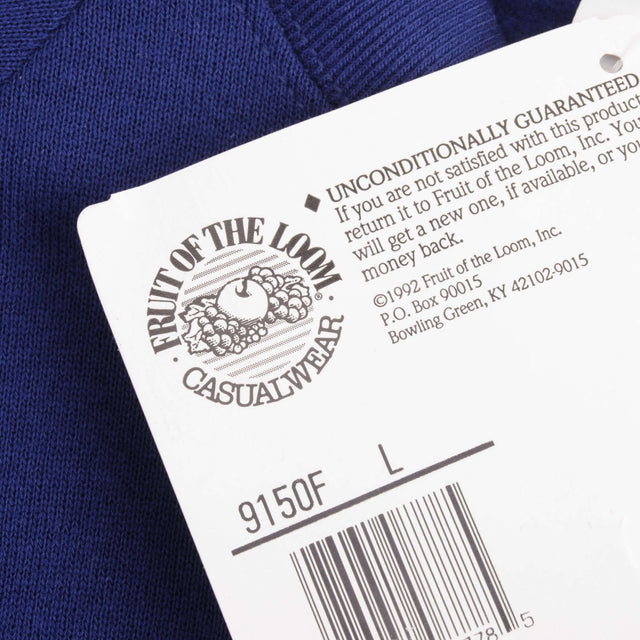 UNCONDITIONALLY GUARANTEED
If you are not satisfied with this product
return it to Fruit of the Loom, Inc. You
will get a new one, if available, or
money back.
©1992 Fruit of the Loom, Inc.
P.O. Box 90015
Bowling Green, KY 42102-9015
FRUIT OF THE LOOM
®
CASUALWEAR
9150F L
5